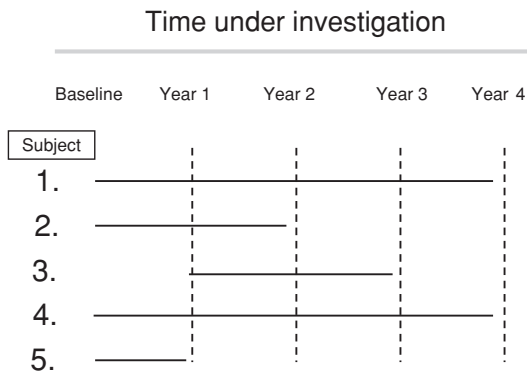 Time under investigation
Baseline Year 1 Year 2 Year 3 Year 4
Subject
1.
2.
3.
4.
5.